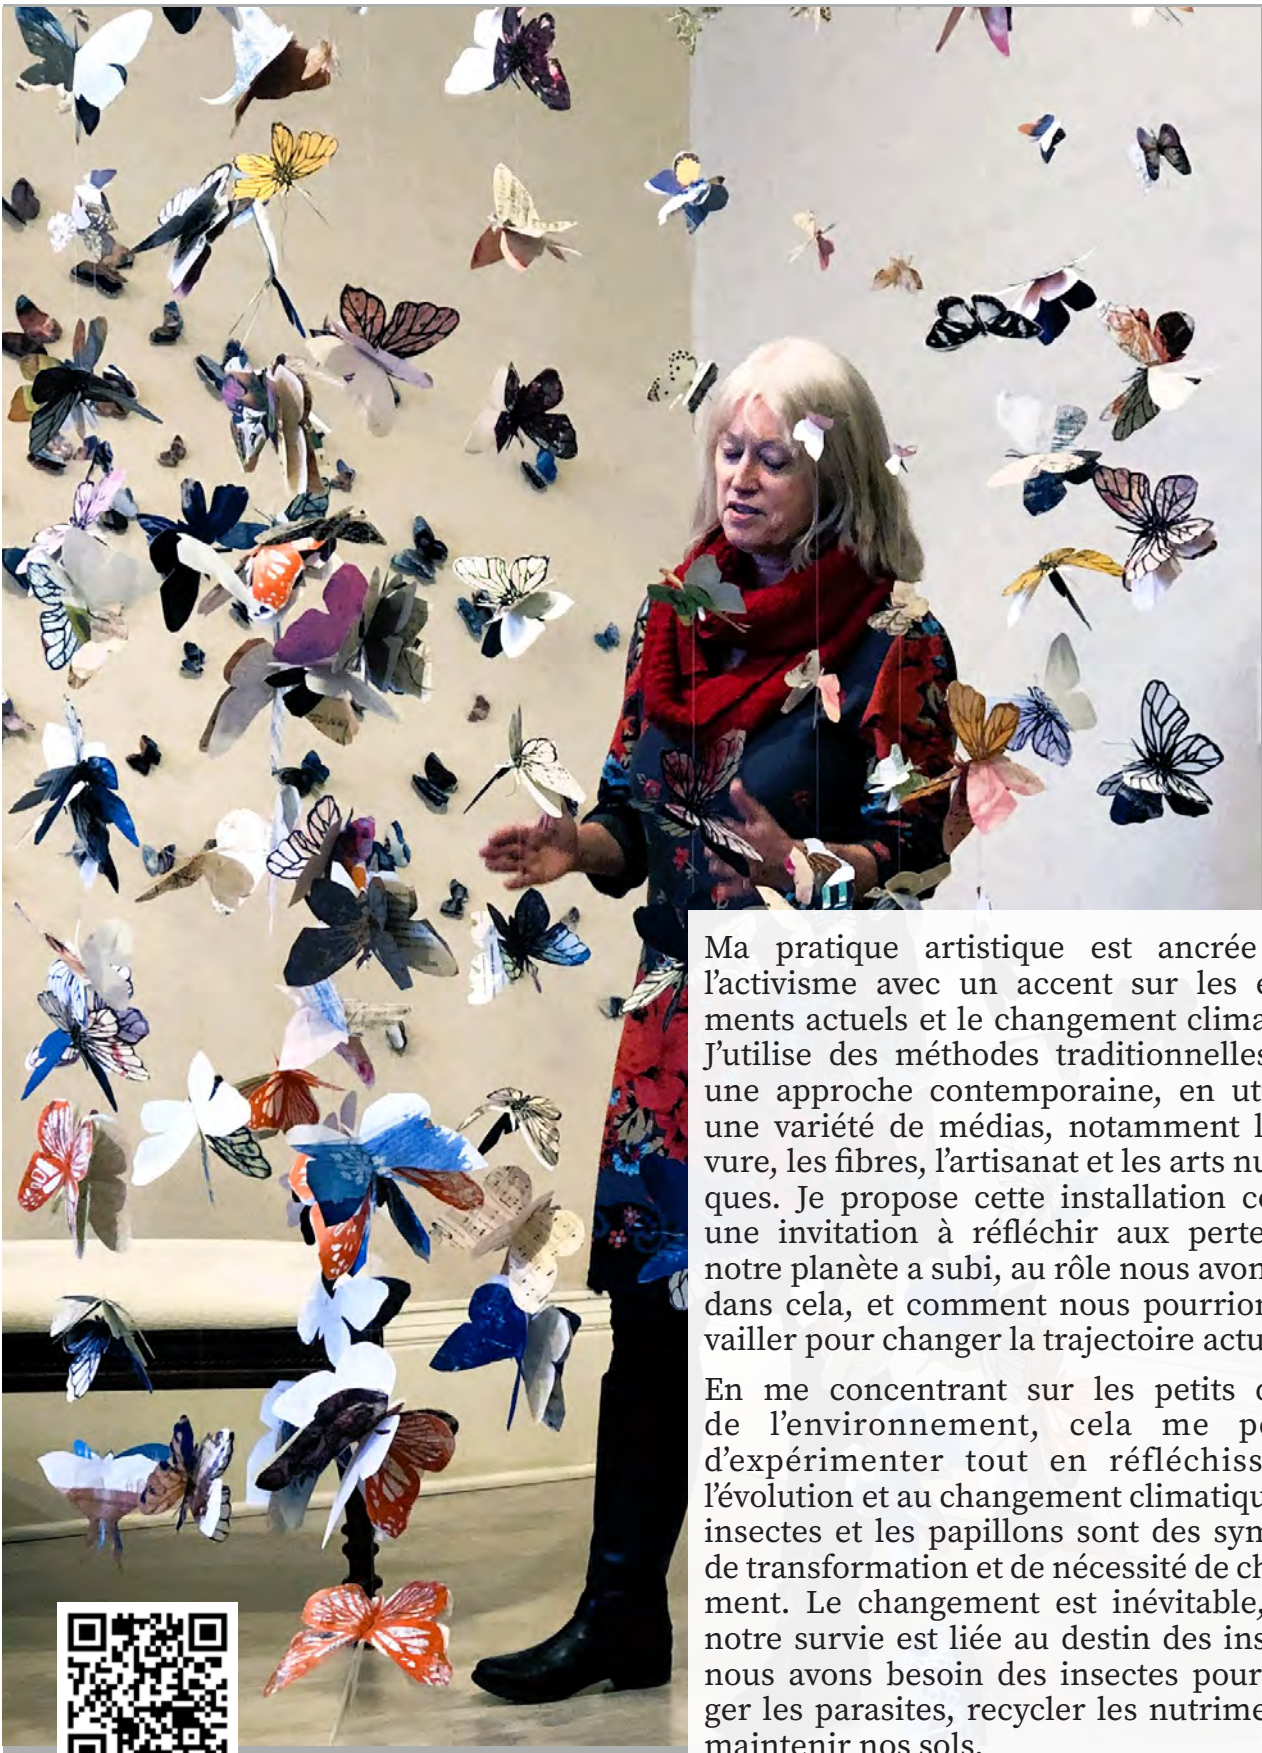 Ma pratique artistique est ancrée
l’activisme avec un accent sur les é
ments actuels et le changement clima
J’utilise des méthodes traditionnelles
une approche contemporaine, en ut
une variété de médias, notamment l
vure, les fibres, l’artisanat et les arts nu
ques. Je propose cette installation c
une invitation à réfléchir aux perte
notre planète a subi, au rôle nous avon
dans cela, et comment nous pourrion
vailler pour changer la trajectoire actu
En me concentrant sur les petits
de l’environnement, cela me p
d’expérimenter tout en réfléchiss
l’évolution et au changement climatiqu
insectes et les papillons sont des sym
de transformation et de nécessité de ch
ment. Le changement est inévitable,
notre survie est liée au destin des ins
nous avons besoin des insectes pour
ger les parasites, recycler les nutrime
maintenir nos sols.